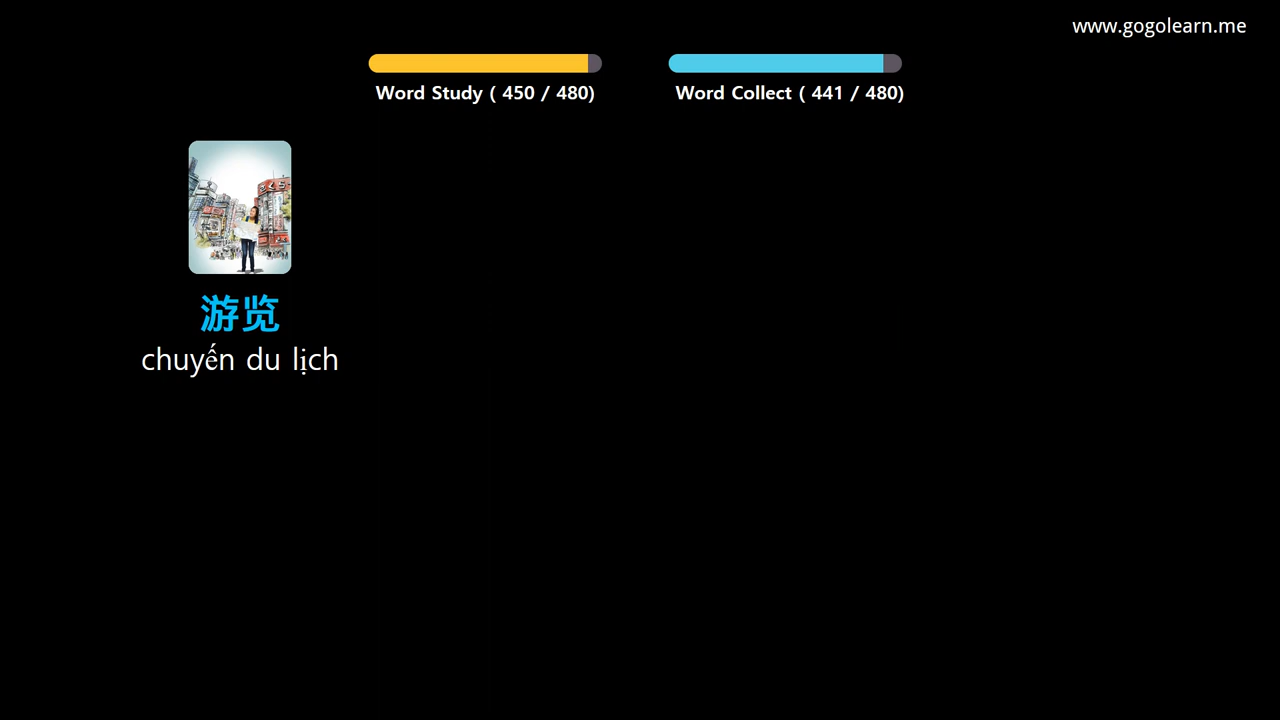 www.gogolearn.me
Word Study ( 450 / 480)
Word Collect ( 441 / 480)
游览
chuyến du lịch